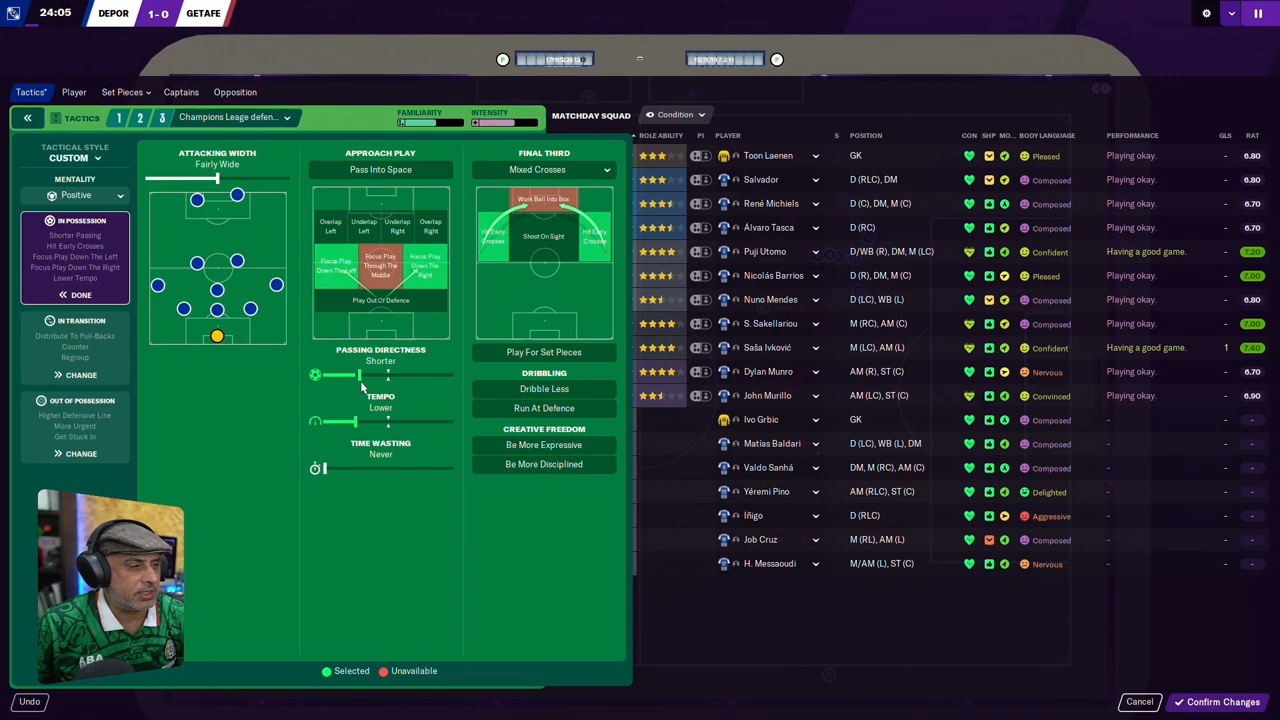 24:05 DEPOR 1-0 GETAFE
P P
Tactics* Player Set Pieces Captains Opposition
TACTICS 1 2 3 Champions Leage defen...
FAMILIARITY INTENSITY
MATCHDAY SQUAD
Condition
TACTICAL STYLE
CUSTOM
MENTALITY
Positive
IN POSSESSION
Shorter Passing
Hit Early Crosses
Focus Play Down The Left
Focus Play Down The Right
Lower Tempo
DONE
IN TRANSITION
Distribute To Full-Backs
Counter
Regroup
CHANGE
OUT OF POSSESSION
Higher Defensive Line
More Urgent
Get Stuck In
CHANGE
ATTACKING WIDTH
Fairly Wide
APPROACH PLAY
Pass Into Space
Overlap Left
Underlap Left
Underlap Right
Overlap Right
Focus Play Down The Left
Focus Play Through The Middle
Focus Play Down The Right
Play Out Of Defence
PASSING DIRECTNESS
Shorter
TEMPO
Lower
TIME WASTING
Never
FINAL THIRD
Mixed Crosses
Work Ball Into Box
Hit Early Crosses
Shoot On Sight
Hit Early Crosses
Play For Set Pieces
DRIBBLING
Dribble Less
Run At Defence
CREATIVE FREEDOM
Be More Expressive
Be More Disciplined
Selected Unavailable
ROLE ABILITY PI PLAYER S POSITION CON SHP MO... BODY LANGUAGE PERFORMANCE GLS RAT
Toon Laenen GK Pleased Playing okay. - 6.80
Salvador D (RLC), DM Composed Playing okay. - 6.80
René Michiels D (C), DM, M (C) Composed Playing okay. - 6.70
Álvaro Tasca D (RC) Composed Playing okay. - 6.70
Fuji Utomo D/WB (R), DM, M (LC) Confident Having a good game. - 7.20
Nicolás Barrios D (C), DM, M (C) Pleased Playing okay. - 7.00
Nuno Mendes D (LC), WB (L) Composed Playing okay. - 6.80
S. Sakellariou M (RC), AM (C) Confident Playing okay. - 7.00
Saša Ivković M (LC), AM (L) Confident Having a good game. 1 7.40
Dylan Munro AM (R), ST (C) Nervous Playing okay. - 6.70
John Murillo AM (LC), ST (C) Convinced Playing okay. - 6.90
Ivo Grbic GK Composed - - -
Matías Baldari D (LC), WB (L), DM Composed - - -
Valdo Sanhá DM, M (RC), AM (C) Composed - - -
Yéremi Pino AM (RLC), ST (C) Delighted - - -
Íñigo D (RLC) Aggressive - - -
Job Cruz M (RL), AM (L) Composed - - -
H. Messaoudi M/AM (L), ST (C) Nervous - - -
ABA
Undo
Cancel Confirm Changes